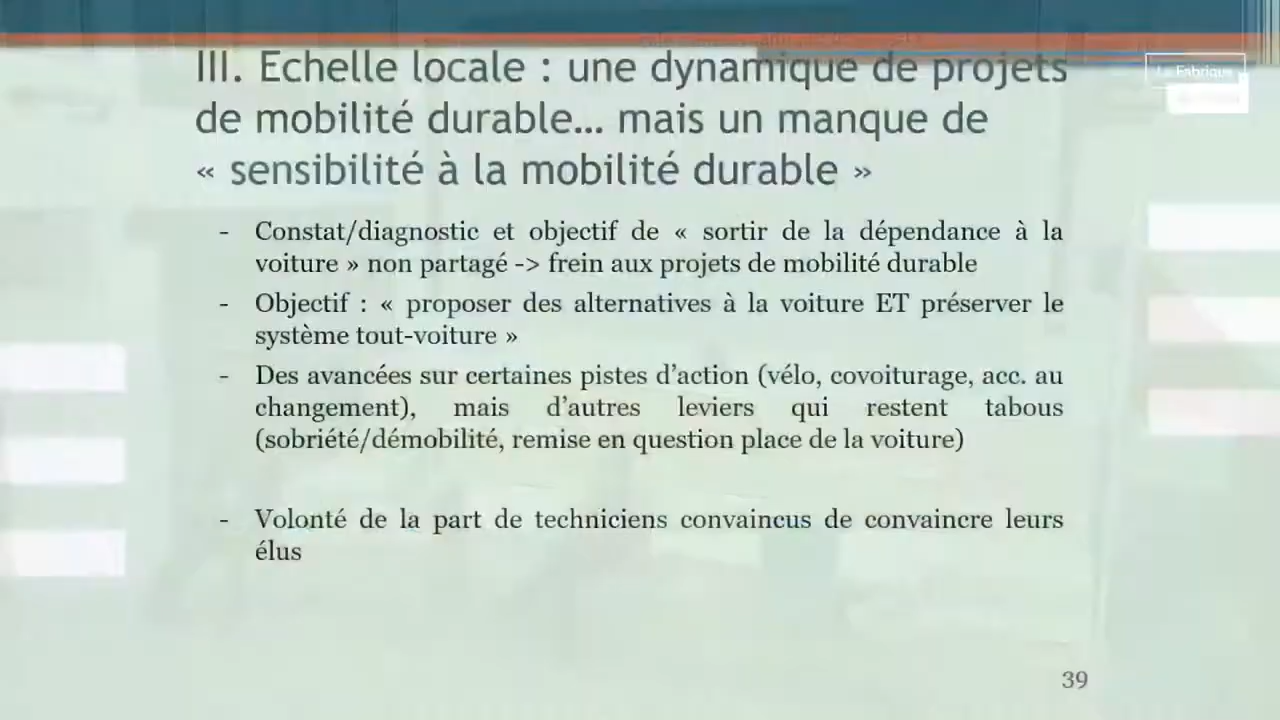 III. Echelle locale : une dynamique de projets
de mobilité durable... mais un manque de
« sensibilité à la mobilité durable »
- Constat/diagnostic et objectif de « sortir de la dépendance à la
voiture » non partagé -> frein aux projets de mobilité durable
- Objectif : « proposer des alternatives à la voiture ET préserver le
système tout-voiture »
- Des avancées sur certaines pistes d'action (vélo, covoiturage, acc. au
changement), mais d'autres leviers qui restent tabous
(sobriété/démobilité, remise en question place de la voiture)
- Volonté de la part de techniciens convaincus de convaincre leurs
élus
39
La Fabrique